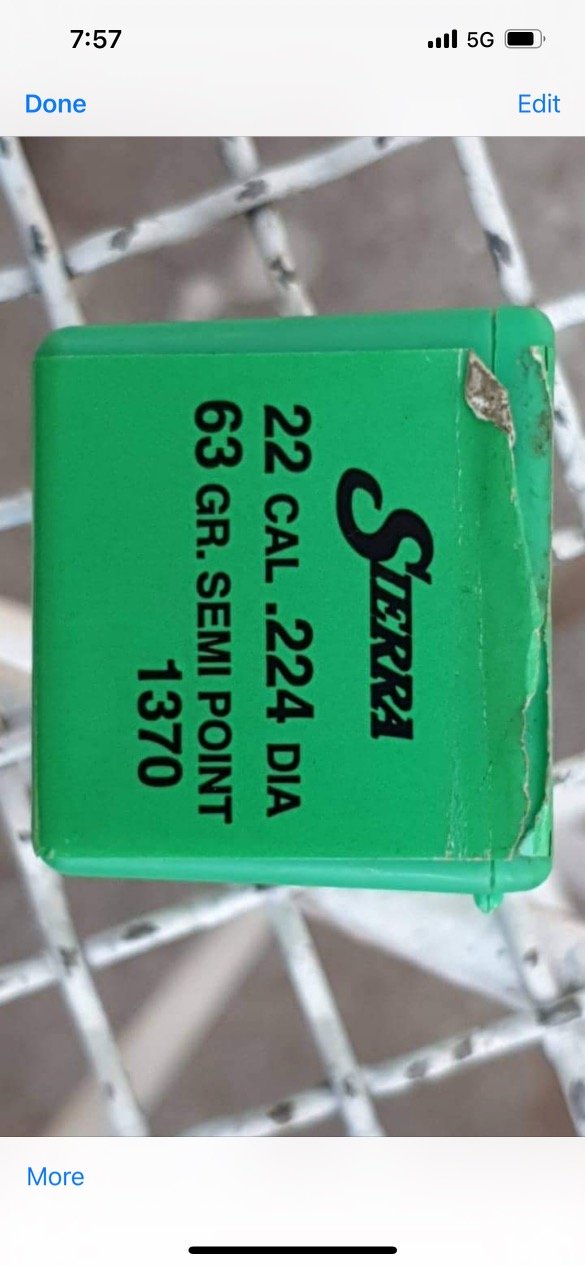 7:57
5G
Done
Edit
SIERRA
22 CAL .224 DIA
63 GR. SEMI POINT
1370
More